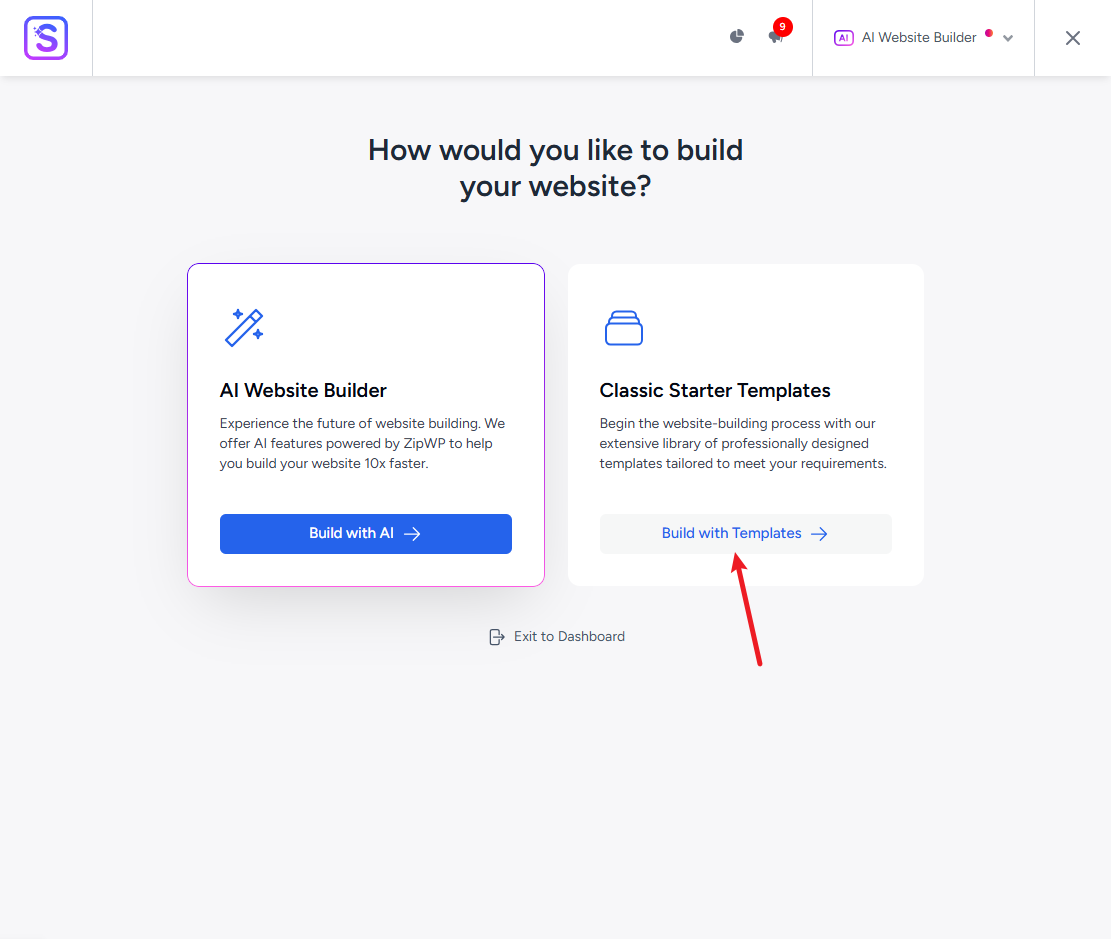 S
9
AI
AI Website Builder
How would you like to build
your website?
AI Website Builder
Experience the future of website building. We
offer AI features powered by ZipWP to help
you build your website 10x faster.
Build with AI
Classic Starter Templates
Begin the website-building process with our
extensive library of professionally designed
templates tailored to meet your requirements.
Build with Templates
Exit to Dashboard